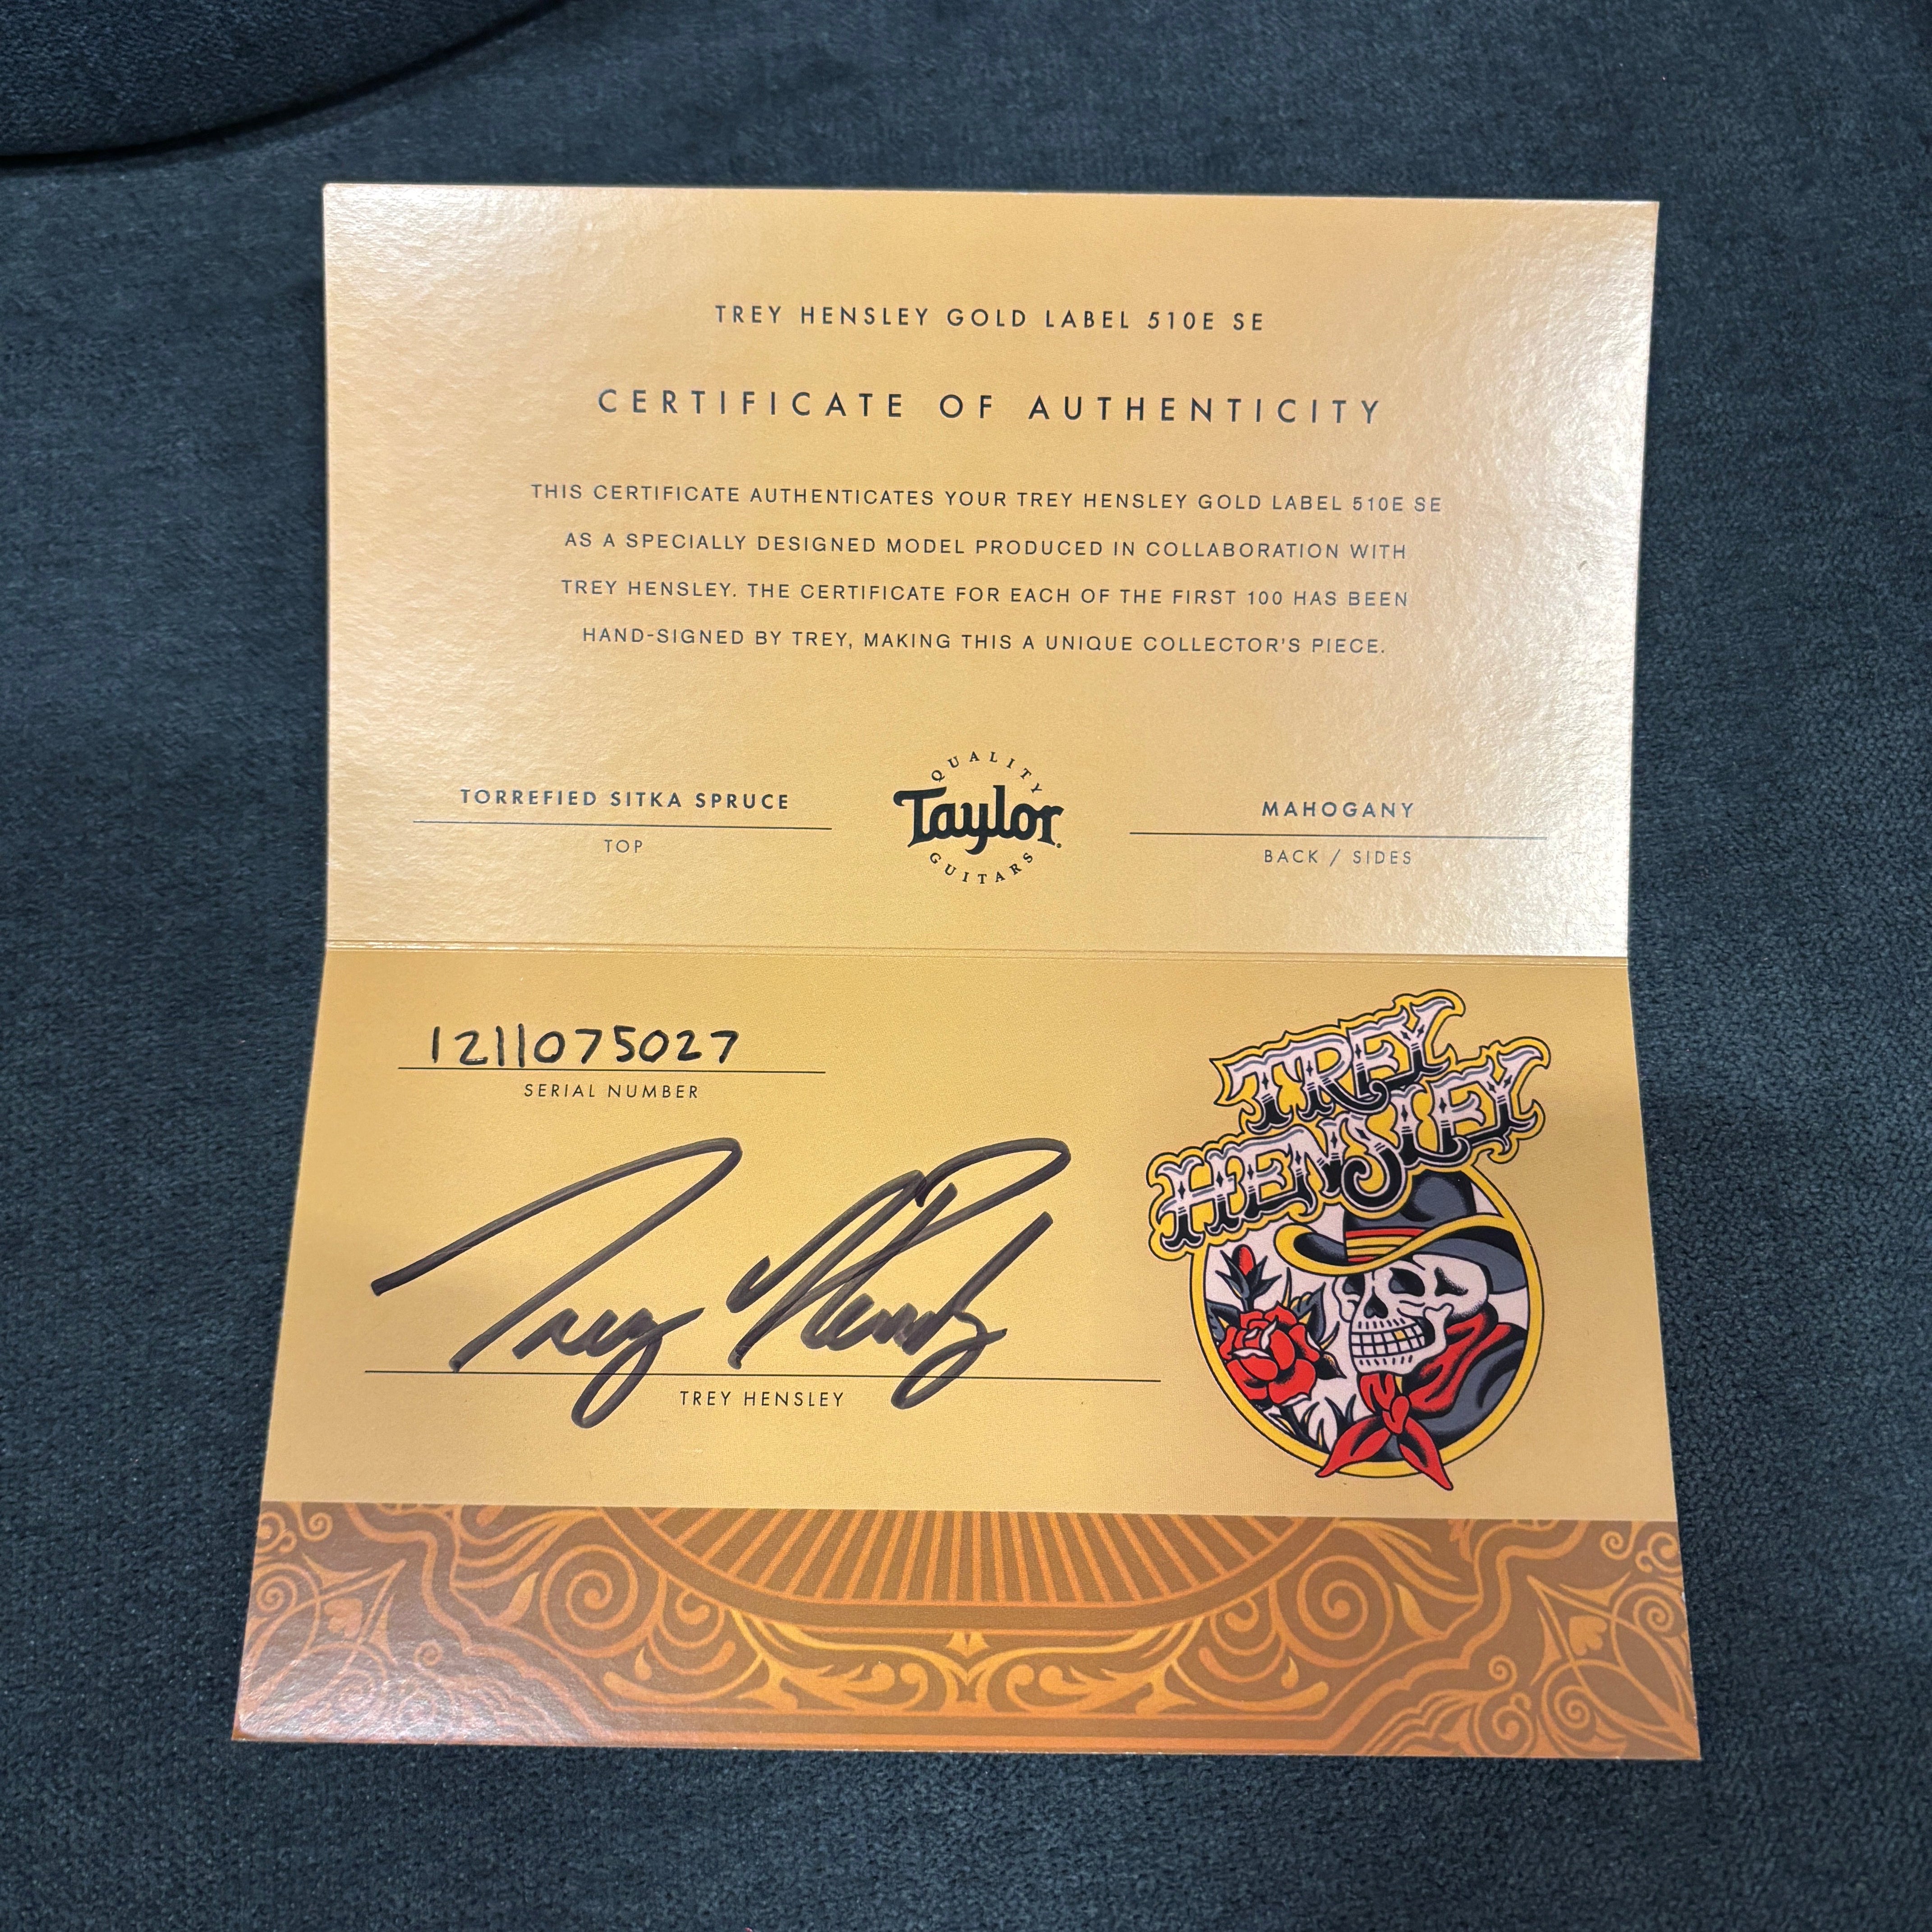 TREY HENSLEY GOLD LABEL 510E SE
CERTIFICATE OF AUTHENTICITY
THIS CERTIFICATE AUTHENTICATES YOUR TREY HENSLEY GOLD LABEL 510E SE
AS A SPECIALLY DESIGNED MODEL PRODUCED IN COLLABORATION WITH
TREY HENSLEY. THE CERTIFICATE FOR EACH OF THE FIRST 100 HAS BEEN
HAND-SIGNED BY TREY, MAKING THIS A UNIQUE COLLECTOR'S PIECE.
TORREFIED SITKA SPRUCE
TOP
QUALITY
Taylor
GUITARS
MAHOGANY
BACK / SIDES
1211075027
SERIAL NUMBER
Trey Hensley
TREY HENSLEY
TREY
HENSLEY